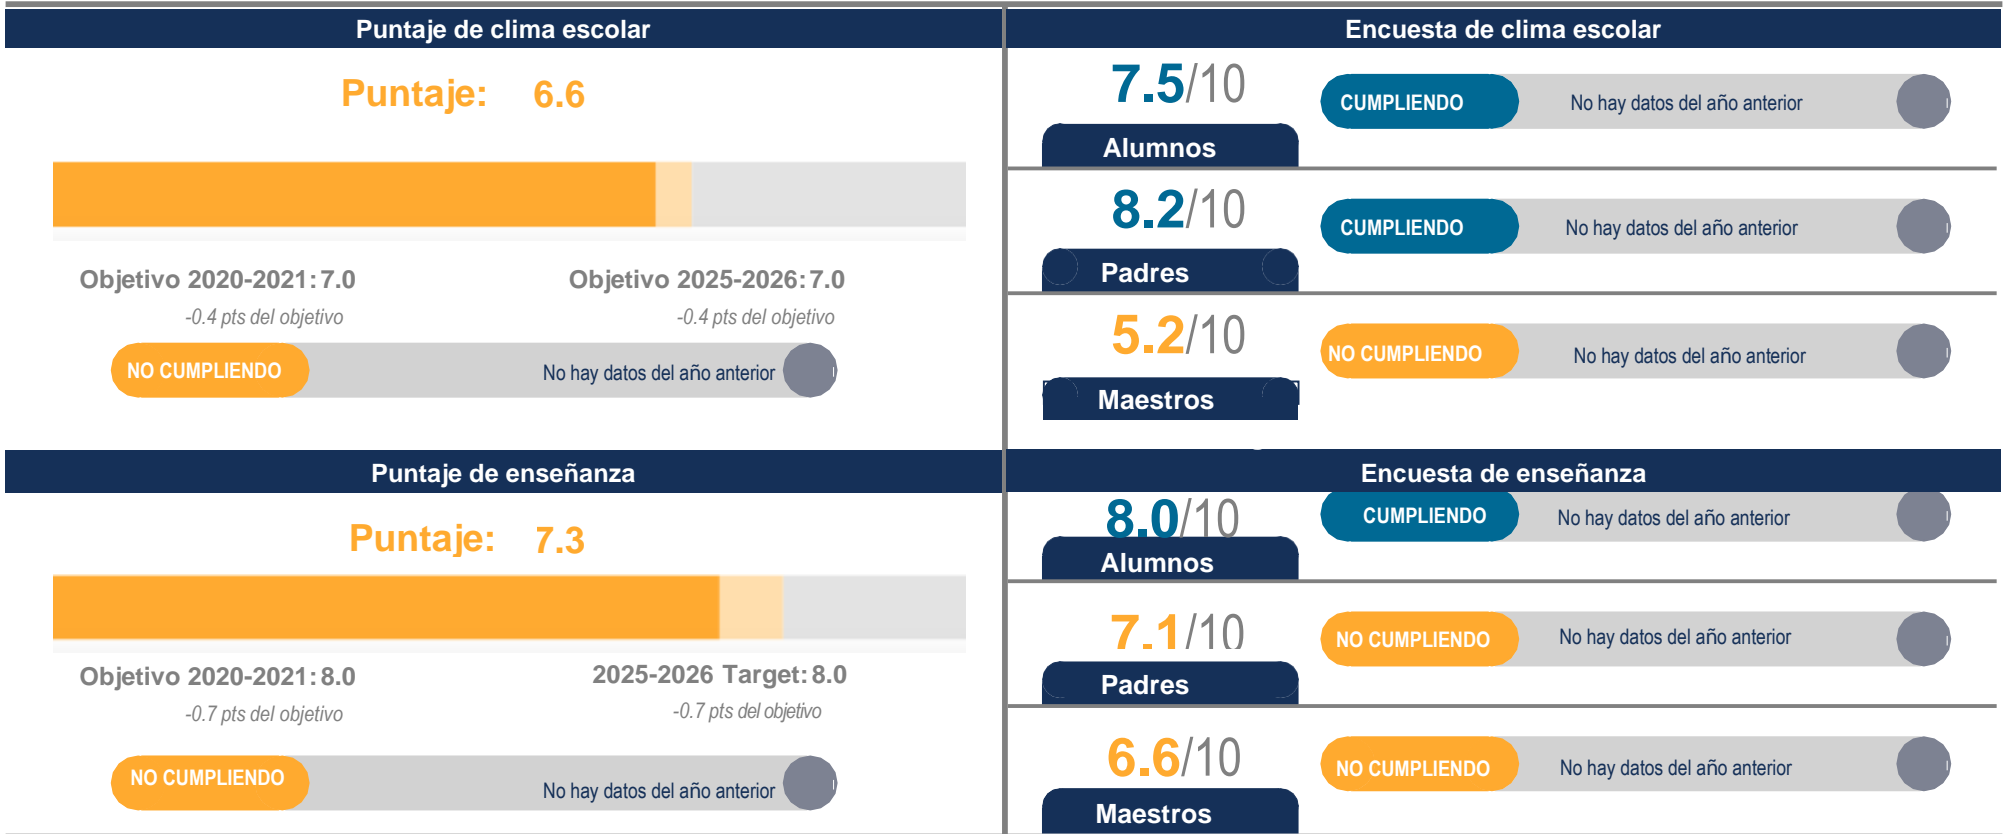 Puntaje de clima escolar
Puntaje: 6.6
Objetivo 2020-2021: 7.0
Objetivo 2025-2026: 7.0
-0.4 pts del objetivo
-0.4 pts del objetivo
NO CUMPLIENDO
No hay datos del año anterior
Encuesta de clima escolar
7.5/10
CUMPLIENDO
No hay datos del año anterior
Alumnos
8.2/10
CUMPLIENDO
No hay datos del año anterior
Padres
5.2/10
NO CUMPLIENDO
No hay datos del año anterior
Maestros
Puntaje de enseñanza
Puntaje: 7.3
Objetivo 2020-2021: 8.0
2025-2026 Target: 8.0
-0.7 pts del objetivo
-0.7 pts del objetivo
NO CUMPLIENDO
No hay datos del año anterior
Encuesta de enseñanza
8.0/10
CUMPLIENDO
No hay datos del año anterior
Alumnos
7.1/10
NO CUMPLIENDO
No hay datos del año anterior
Padres
6.6/10
NO CUMPLIENDO
No hay datos del año anterior
Maestros